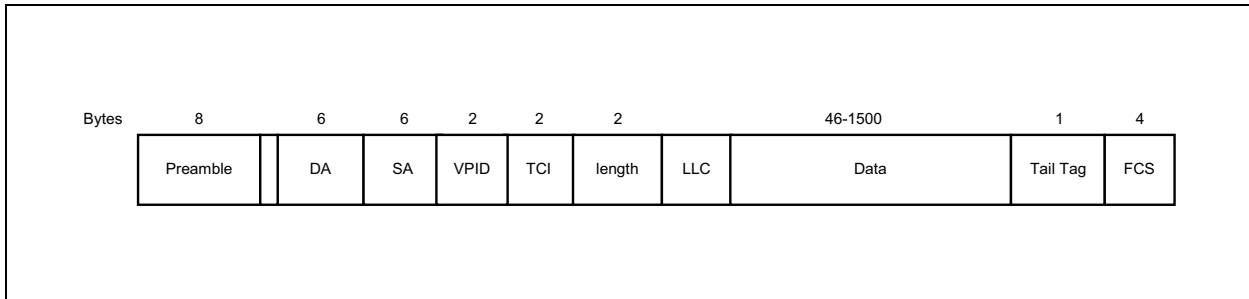 Bytes 8 6 6 2 2 2 46-1500 1 4
Preamble DA SA VPID TCI length LLC Data Tail Tag FCS